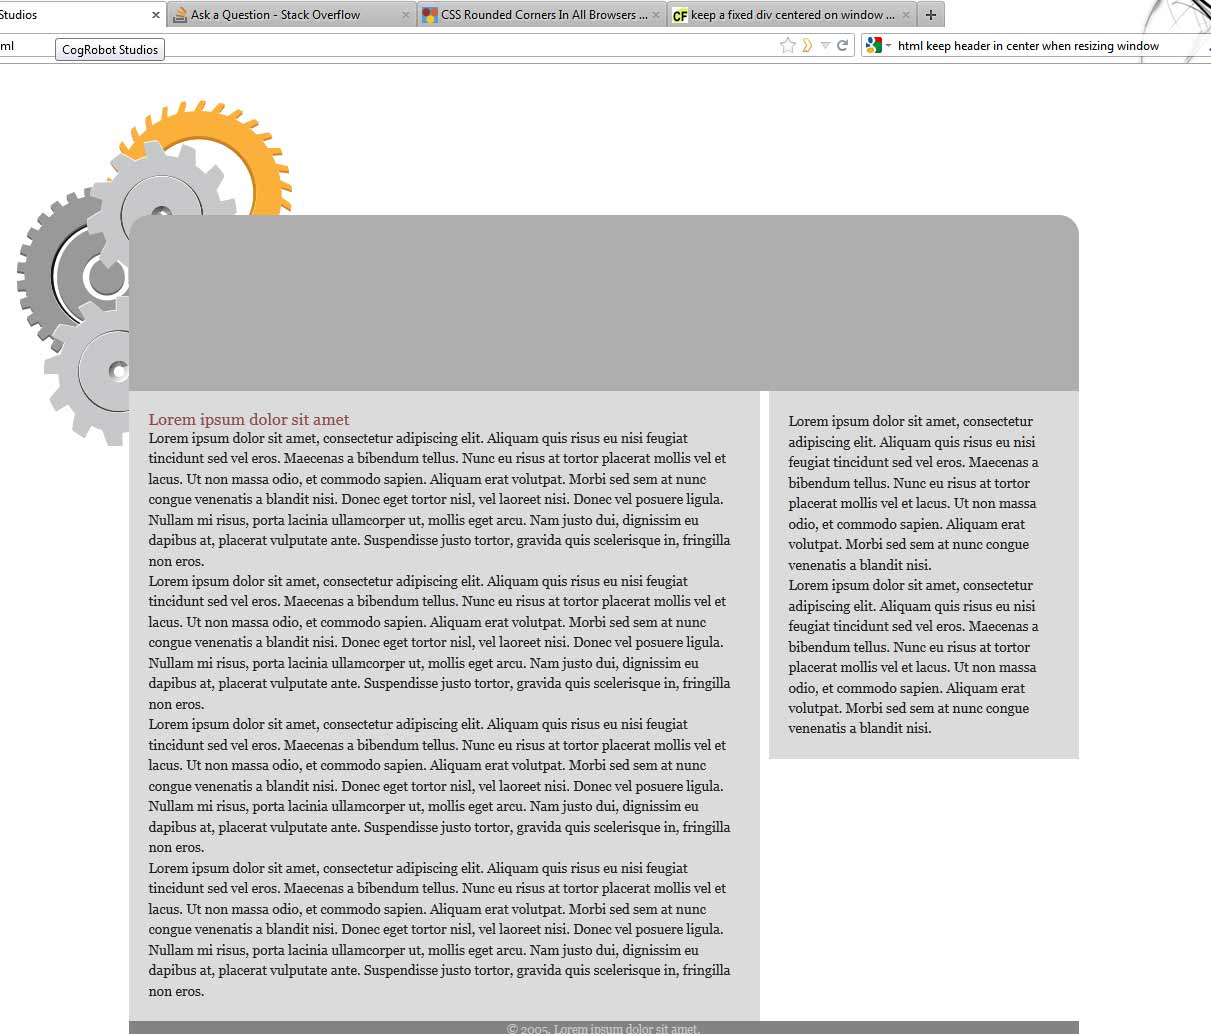 Studios
Ask a Question - Stack Overflow
CSS Rounded Corners In All Browsers ...
CF keep a fixed div centered on window ...
ml
CogRobot Studios
html keep header in center when resizing window
Lorem ipsum dolor sit amet
Lorem ipsum dolor sit amet, consectetur adipiscing elit. Aliquam quis risus eu nisi feugiat
tincidunt sed vel eros. Maecenas a bibendum tellus. Nunc eu risus at tortor placerat mollis vel et
lacus. Ut non massa odio, et commodo sapien. Aliquam erat volutpat. Morbi sed sem at nunc
congue venenatis a blandit nisi. Donec eget tortor nisl, vel laoreet nisi. Donec vel posuere ligula.
Nullam mi risus, porta lacinia ullamcorper ut, mollis eget arcu. Nam justo dui, dignissim eu
dapibus at, placerat vulputate ante. Suspendisse justo tortor, gravida quis scelerisque in, fringilla
non eros.
Lorem ipsum dolor sit amet, consectetur adipiscing elit. Aliquam quis risus eu nisi feugiat
tincidunt sed vel eros. Maecenas a bibendum tellus. Nunc eu risus at tortor placerat mollis vel et
lacus. Ut non massa odio, et commodo sapien. Aliquam erat volutpat. Morbi sed sem at nunc
congue venenatis a blandit nisi. Donec eget tortor nisl, vel laoreet nisi. Donec vel posuere ligula.
Nullam mi risus, porta lacinia ullamcorper ut, mollis eget arcu. Nam justo dui, dignissim eu
dapibus at, placerat vulputate ante. Suspendisse justo tortor, gravida quis scelerisque in, fringilla
non eros.
Lorem ipsum dolor sit amet, consectetur adipiscing elit. Aliquam quis risus eu nisi feugiat
tincidunt sed vel eros. Maecenas a bibendum tellus. Nunc eu risus at tortor placerat mollis vel et
lacus. Ut non massa odio, et commodo sapien. Aliquam erat volutpat. Morbi sed sem at nunc
congue venenatis a blandit nisi. Donec eget tortor nisl, vel laoreet nisi. Donec vel posuere ligula.
Nullam mi risus, porta lacinia ullamcorper ut, mollis eget arcu. Nam justo dui, dignissim eu
dapibus at, placerat vulputate ante. Suspendisse justo tortor, gravida quis scelerisque in, fringilla
non eros.
Lorem ipsum dolor sit amet, consectetur adipiscing elit. Aliquam quis risus eu nisi feugiat
tincidunt sed vel eros. Maecenas a bibendum tellus. Nunc eu risus at tortor placerat mollis vel et
lacus. Ut non massa odio, et commodo sapien. Aliquam erat volutpat. Morbi sed sem at nunc
congue venenatis a blandit nisi. Donec eget tortor nisl, vel laoreet nisi. Donec vel posuere ligula.
Nullam mi risus, porta lacinia ullamcorper ut, mollis eget arcu. Nam justo dui, dignissim eu
dapibus at, placerat vulputate ante. Suspendisse justo tortor, gravida quis scelerisque in, fringilla
non eros.
Lorem ipsum dolor sit amet, consectetur
adipiscing elit. Aliquam quis risus eu nisi
feugiat tincidunt sed vel eros. Maecenas a
bibendum tellus. Nunc eu risus at tortor
placerat mollis vel et lacus. Ut non massa
odio, et commodo sapien. Aliquam erat
volutpat. Morbi sed sem at nunc congue
venenatis a blandit nisi.
Lorem ipsum dolor sit amet, consectetur
adipiscing elit. Aliquam quis risus eu nisi
feugiat tincidunt sed vel eros. Maecenas a
bibendum tellus. Nunc eu risus at tortor
placerat mollis vel et lacus. Ut non massa
odio, et commodo sapien. Aliquam erat
volutpat. Morbi sed sem at nunc congue
venenatis a blandit nisi.
© 2005. Lorem ipsum dolor sit amet.